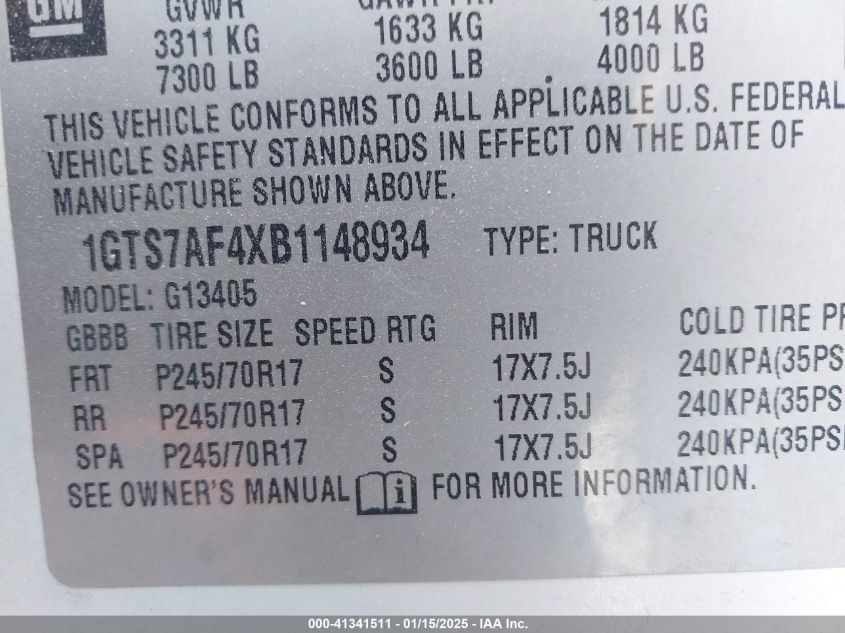 GM
GVWR
3311 KG 1633 KG 1814 KG
7300 LB 3600 LB 4000 LB
THIS VEHICLE CONFORMS TO ALL APPLICABLE U.S. FEDERAL
VEHICLE SAFETY STANDARDS IN EFFECT ON THE DATE OF
MANUFACTURE SHOWN ABOVE.
1GTS7AF4XB1148934 TYPE: TRUCK
MODEL: G13405
GBBB TIRE SIZE SPEED RTG RIM COLD TIRE PR
FRT P245/70R17 S 17X7.5J 240KPA(35PS
RR P245/70R17 S 17X7.5J 240KPA(35PS
SPA P245/70R17 S 17X7.5J 240KPA(35PSI
SEE OWNER'S MANUAL i FOR MORE INFORMATION.
000-41341511 - 01/15/2025 - IAA Inc.